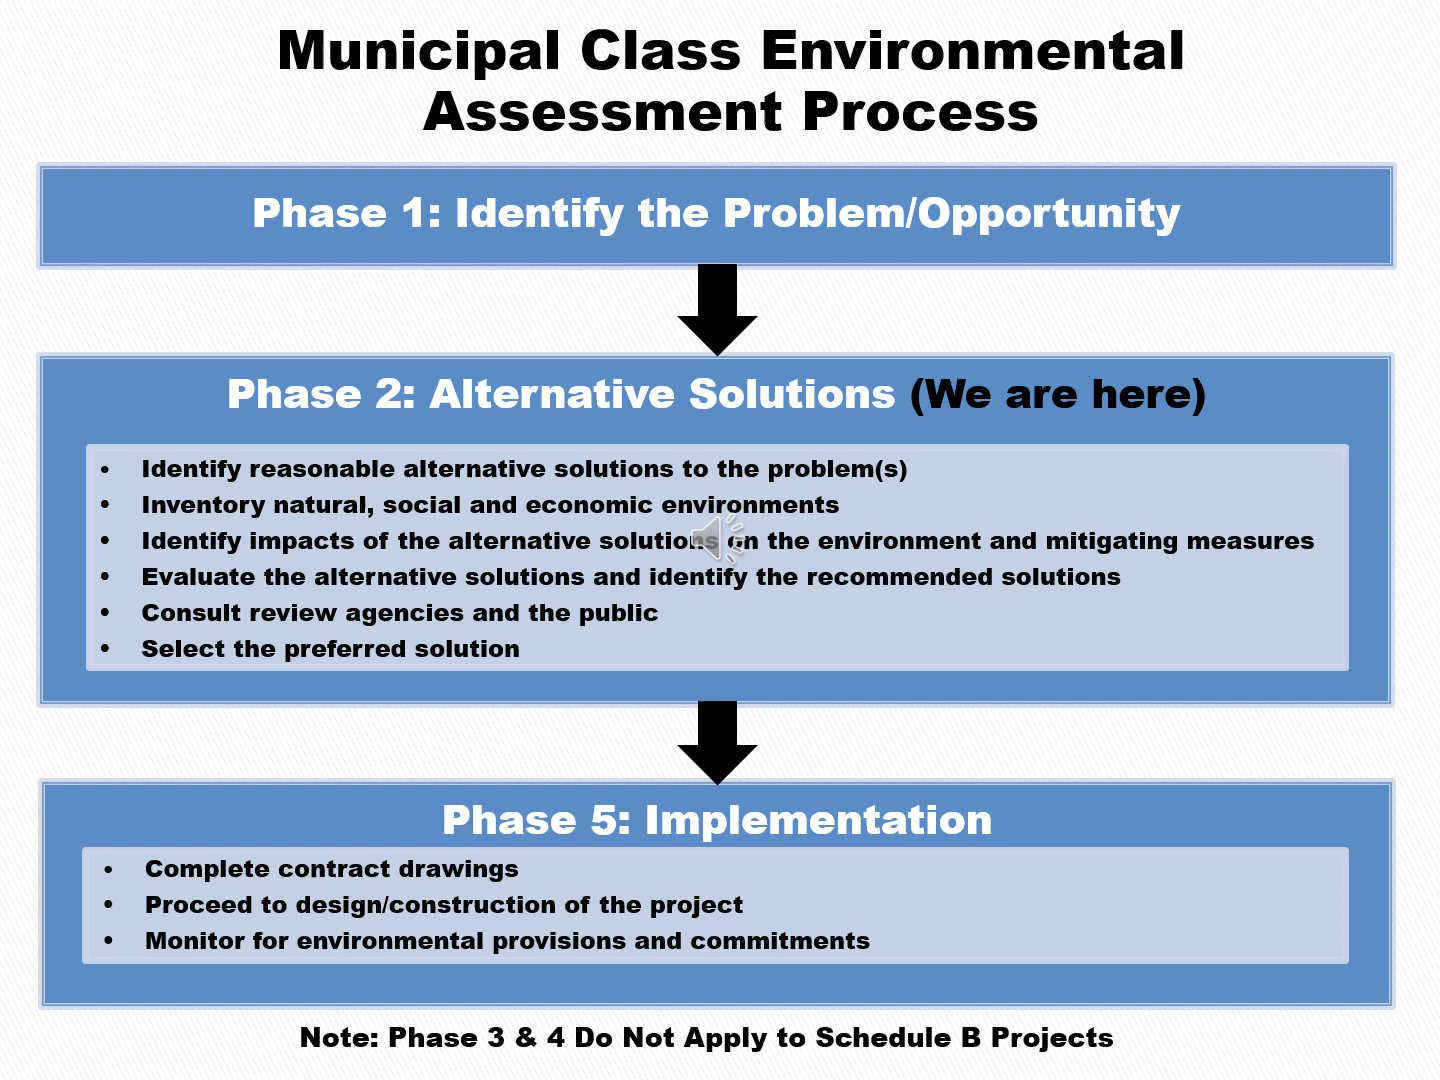 Municipal Class Environmental
Assessment Process
Phase 1: Identify the Problem/Opportunity
Phase 2: Alternative Solutions (We are here)
• Identify reasonable alternative solutions to the problem(s)
• Inventory natural, social and economic environments
• Identify impacts of the alternative solutions on the environment and mitigating measures
• Evaluate the alternative solutions and identify the recommended solutions
• Consult review agencies and the public
• Select the preferred solution
Phase 5: Implementation
• Complete contract drawings
• Proceed to design/construction of the project
• Monitor for environmental provisions and commitments
Note: Phase 3 & 4 Do Not Apply to Schedule B Projects